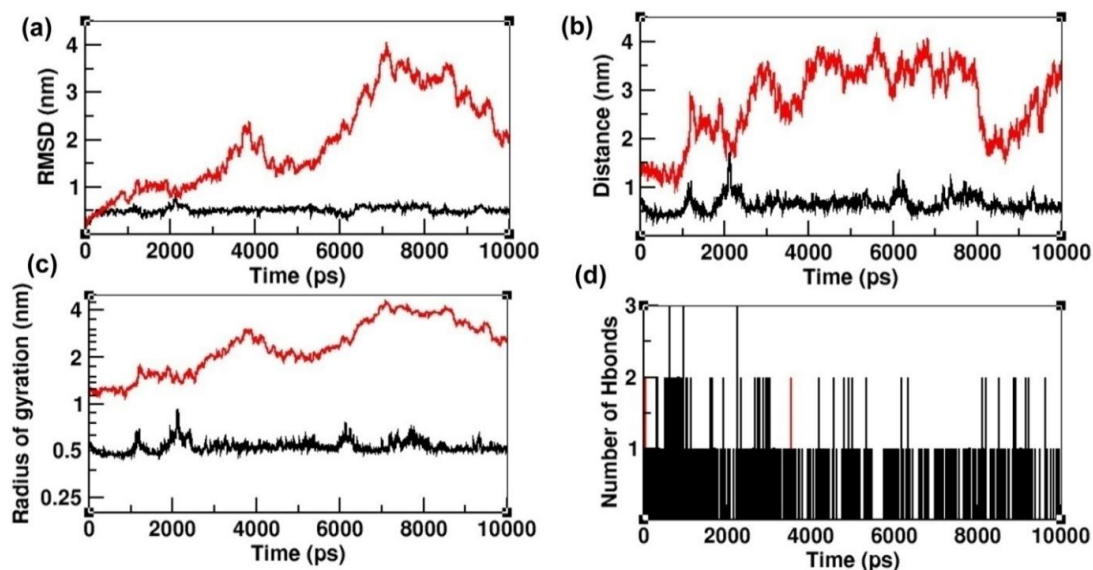 (a)
4
3
2
1
0
RMSD (nm)
0 2000 4000 6000 8000 10000
Time (ps)
(b)
4
3
2
1
Distance (nm)
0 2000 4000 6000 8000 10000
Time (ps)
(c)
4
2
1
0.5
0.25
Radius of gyration (nm)
0 2000 4000 6000 8000 10000
Time (ps)
(d)
3
2
1
Number of Hbonds
0 2000 4000 6000 8000 10000
Time (ps)